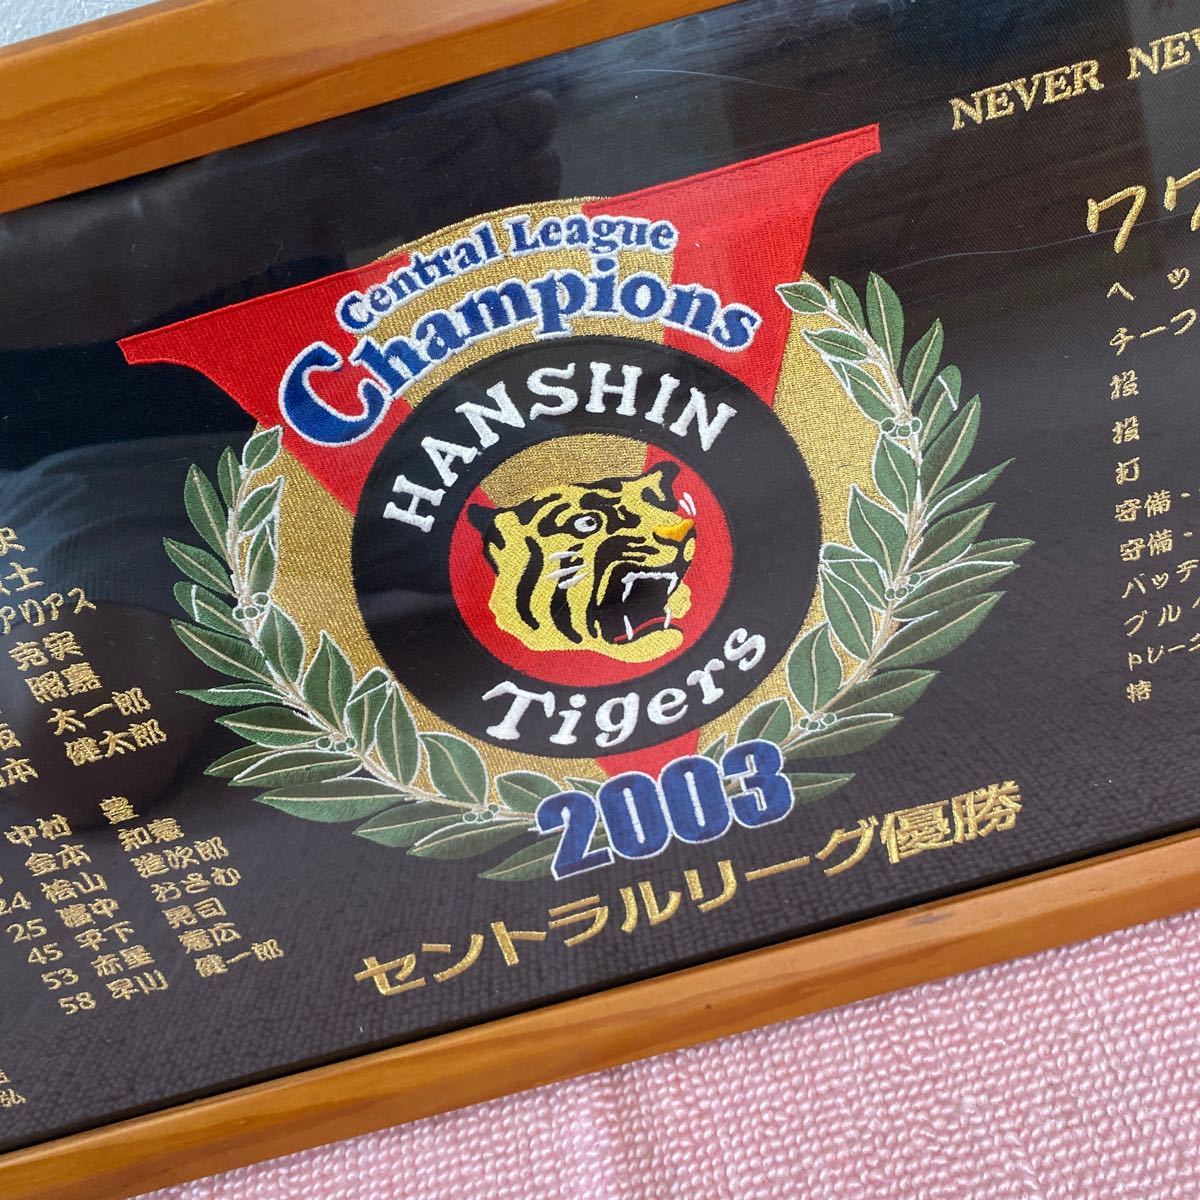 Central League
Champions
HANSHIN
Tigers
2003
セントラルリーグ優勝
NEVER
ヘッ
チーフ
投
投
打
守備・
守備・
バッテ
ブル
トレーニ
特
士
アリアス
克実
照嘉
太一郎
本 健太郎
中村 豊
金本 知憲
24 桧山 進次郎
25 濱中 おさむ
45 平下 晃司
53 赤星 憲広
58 早川 健一郎